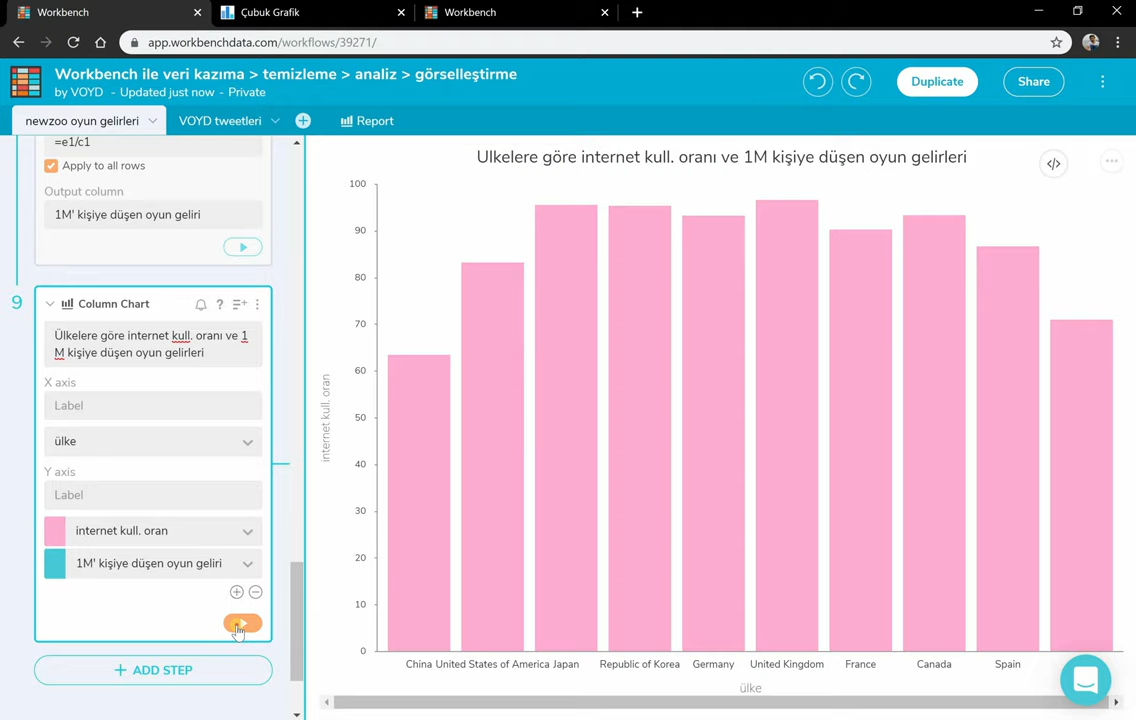 Workbench
Çubuk Grafik
Workbench
app.workbenchdata.com/workflows/39271/
Workbench ile veri kazıma > temizleme > analiz > görselleştirme
by VOYD - Updated just now - Private
Duplicate
Share
newzoo oyun gelirleri
VOYD tweetleri
Report
=e1/c1
Apply to all rows
Output column
1M' kişiye düşen oyun geliri
9
Column Chart
Ülkelere göre internet kull. oranı ve 1
M kişiye düşen oyun gelirleri
X axis
Label
ülke
Y axis
Label
internet kull. oran
1M' kişiye düşen oyun geliri
ADD STEP
Ülkelere göre internet kull. oranı ve 1M kişiye düşen oyun gelirleri
100
90
80
70
60
50
40
30
20
10
0
internet kull. oran
China United States of America Japan Republic of Korea Germany United Kingdom France Canada Spain
ülke